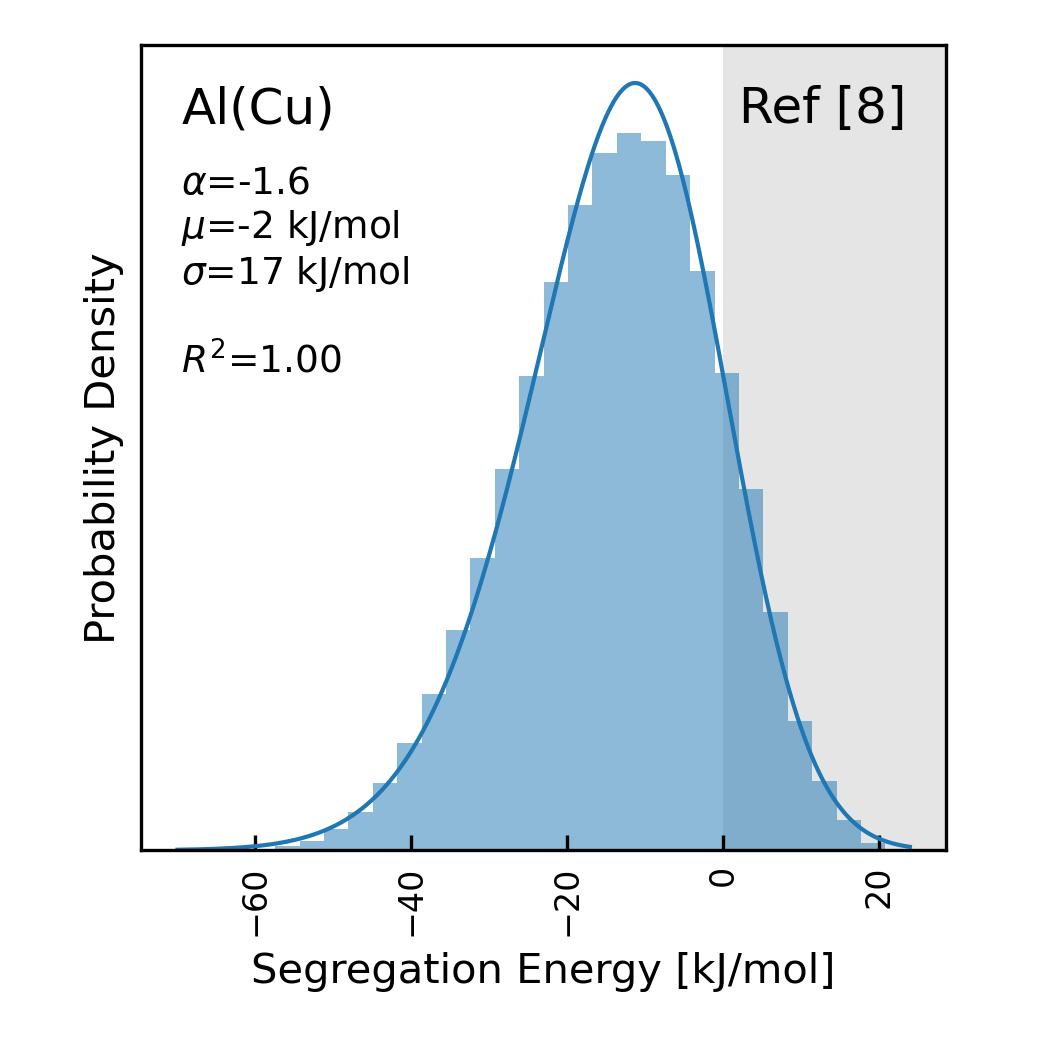 Al(Cu)
Ref [8]
α=-1.6
μ=-2 kJ/mol
σ=17 kJ/mol
R²=1.00
Probability Density
−60 −40 −20 0 20
Segregation Energy [kJ/mol]